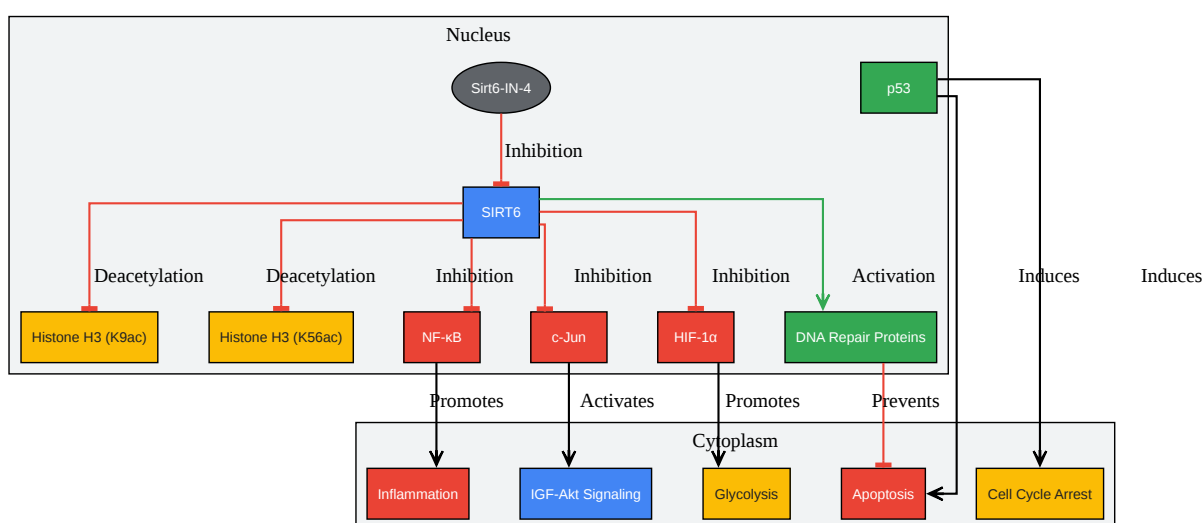 Nucleus
Sirt6-IN-4
p53
Inhibition
SIRT6
Deacetylation
Deacetylation
Inhibition
Inhibition
Inhibition
Activation
Induces
Induces
Histone H3 (K9ac)
Histone H3 (K56ac)
NF-κB
c-Jun
HIF-1α
DNA Repair Proteins
Promotes
Activates
Promotes
Prevents
Cytoplasm
Inflammation
IGF-Akt Signaling
Glycolysis
Apoptosis
Cell Cycle Arrest